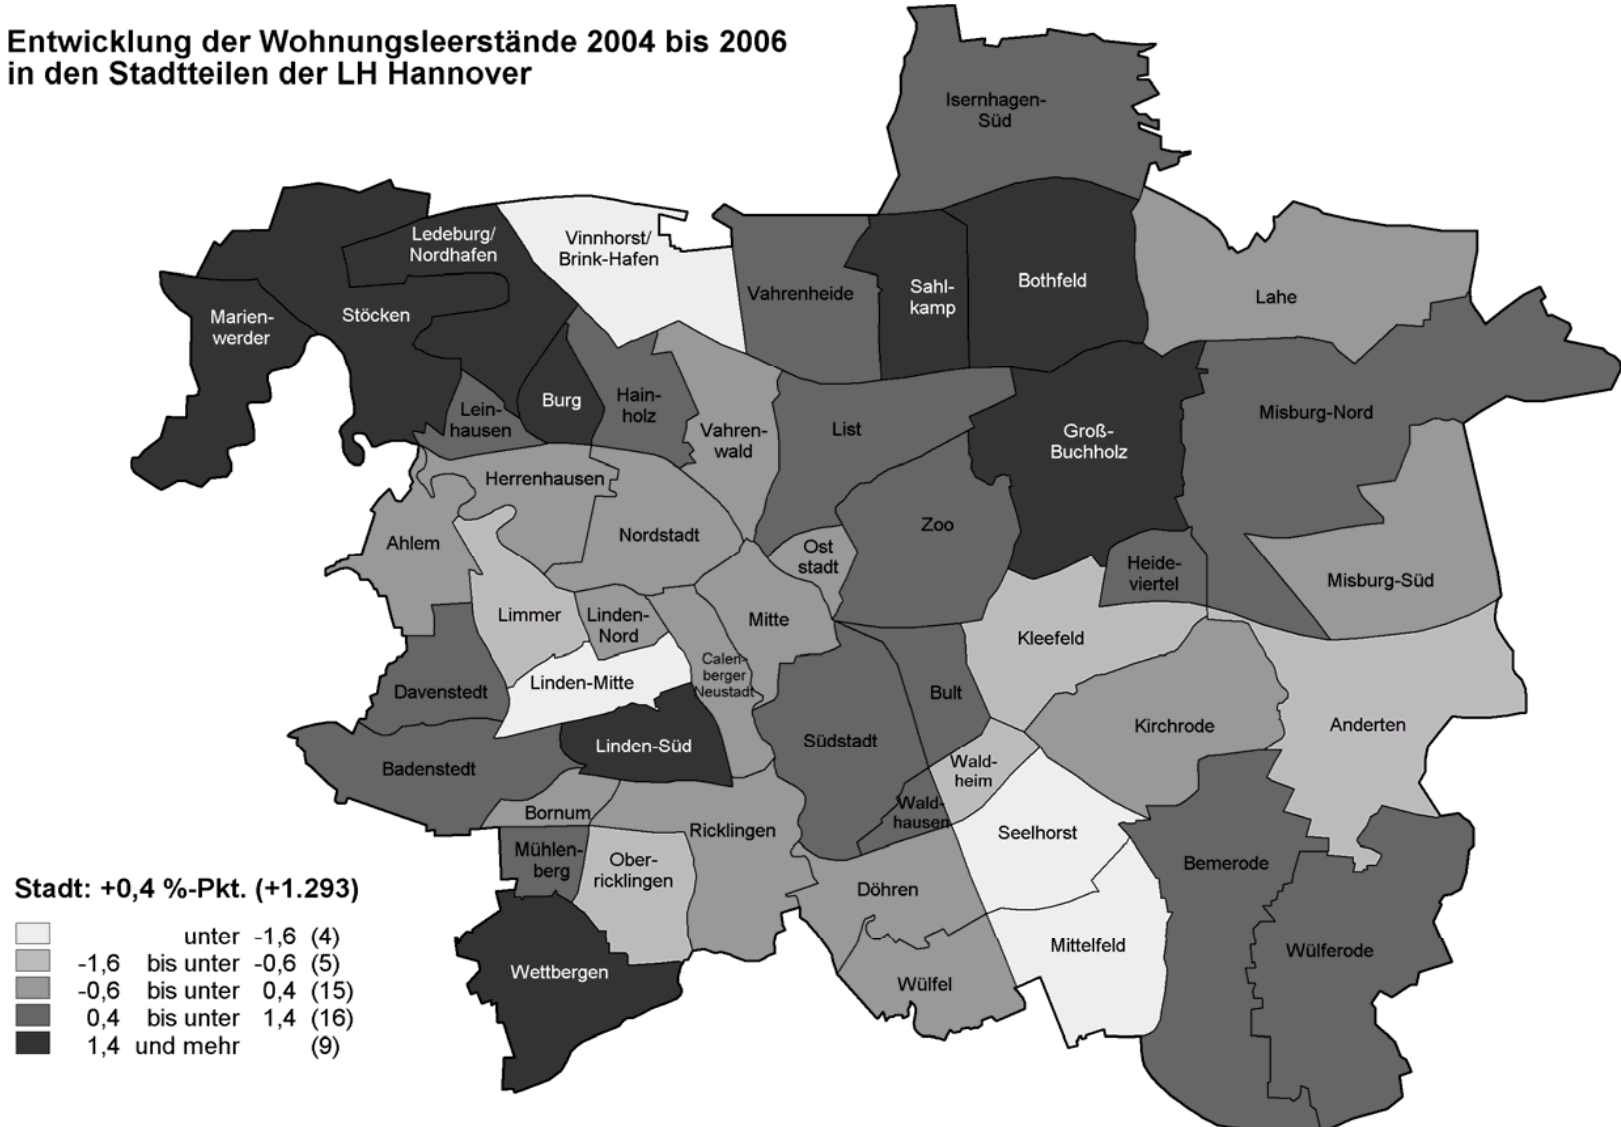 Entwicklung der Wohnungsleerstände 2004 bis 2006
in den Stadtteilen der LH Hannover
Isernhagen-
Süd
Ledeburg/
Nordhafen
Vinnhorst/
Brink-Hafen
Vahrenheide
Sahl-
kamp
Bothfeld
Lahe
Marien-
werder
Stöcken
Lein-
hausen
Burg
Hain-
holz
Vahren-
wald
List
Groß-
Buchholz
Misburg-Nord
Herrenhausen
Nordstadt
Zoo
Ahlem
Ost
stadt
Heide-
viertel
Misburg-Süd
Limmer
Linden-
Nord
Mitte
Kleefeld
Calen-
berger
Neustadt
Davenstedt
Linden-Mitte
Bult
Kirchrode
Anderten
Badenstedt
Linden-Süd
Südstadt
Wald-
heim
Bornum
Ricklingen
Wald-
hausen
Seelhorst
Mühlen-
berg
Ober-
ricklingen
Döhren
Bemerode
Wettbergen
Wülfel
Mittelfeld
Wülferode
Stadt: +0,4 %-Pkt. (+1.293)
unter -1,6 (4)
-1,6 bis unter -0,6 (5)
-0,6 bis unter 0,4 (15)
0,4 bis unter 1,4 (16)
1,4 und mehr (9)